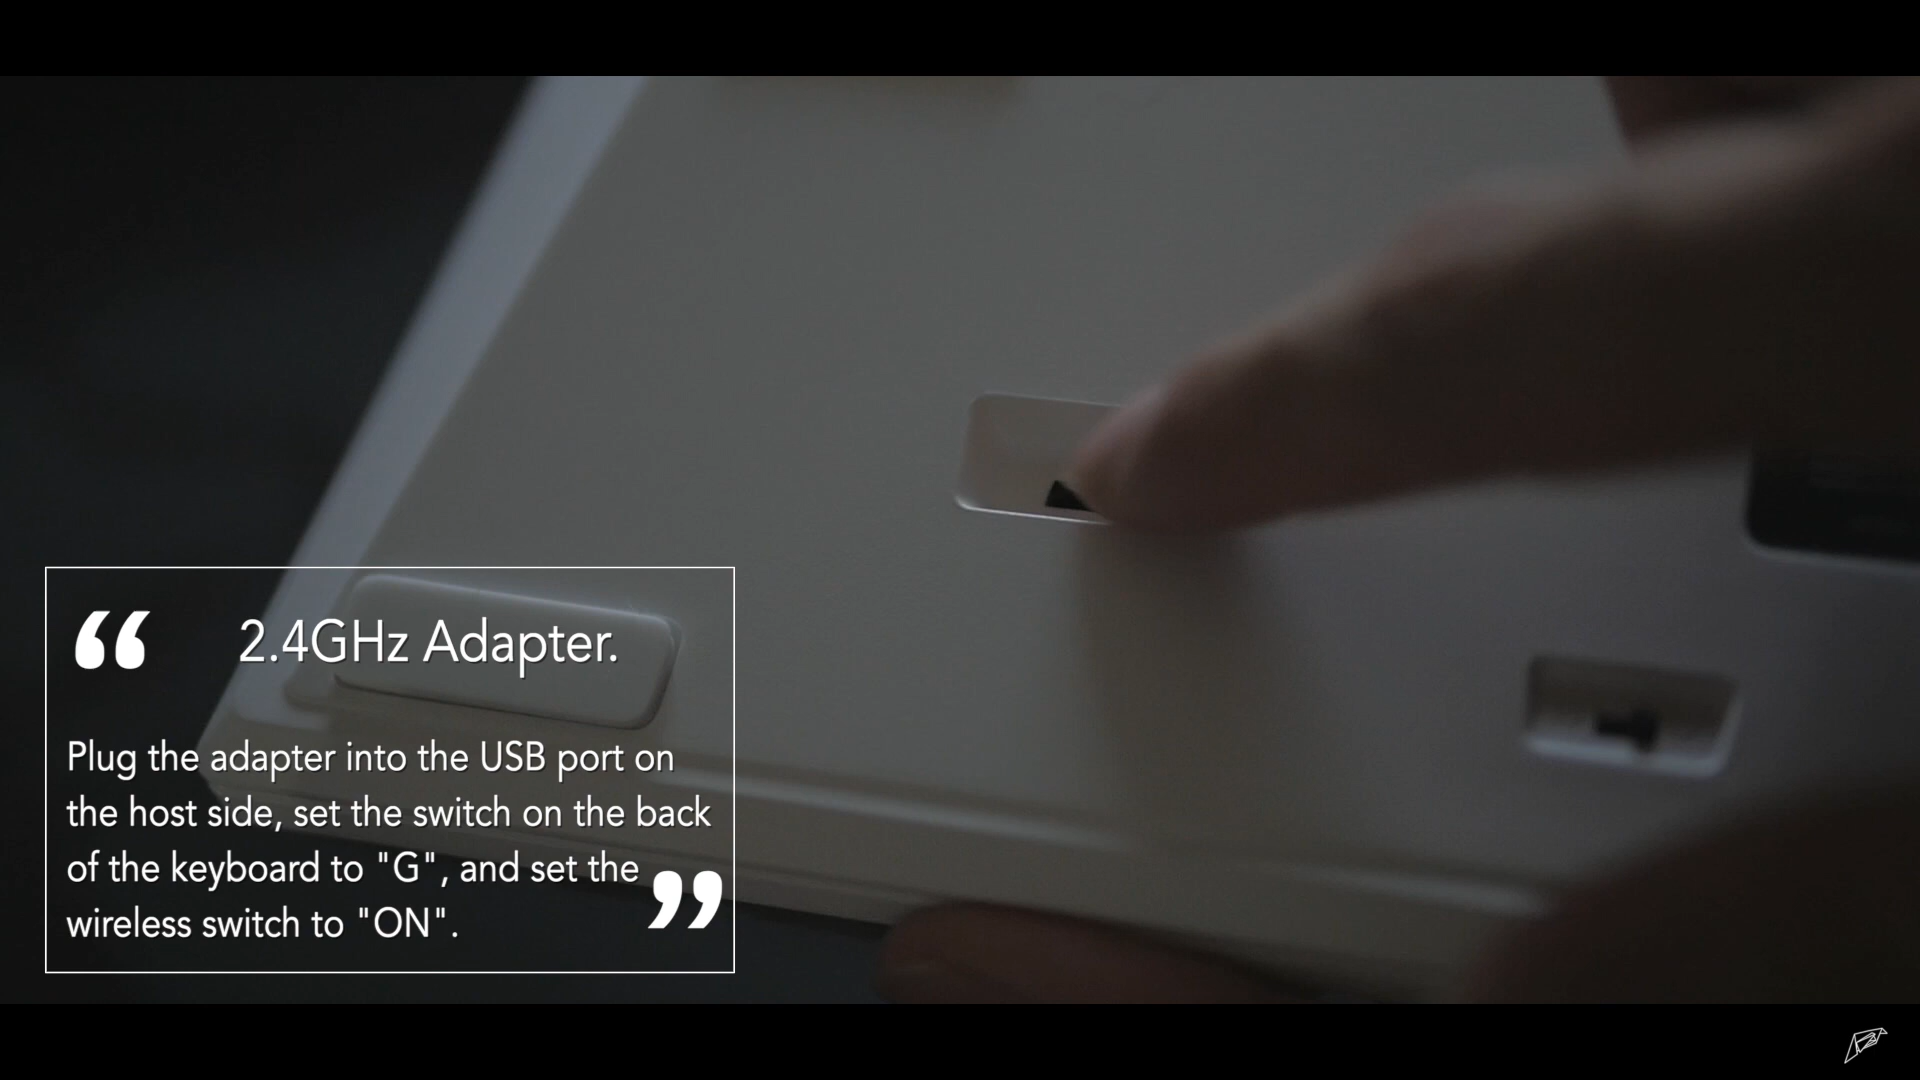 “ 2.4GHz Adapter.
Plug the adapter into the USB port on
the host side, set the switch on the back
of the keyboard to "G", and set the
wireless switch to "ON". ”